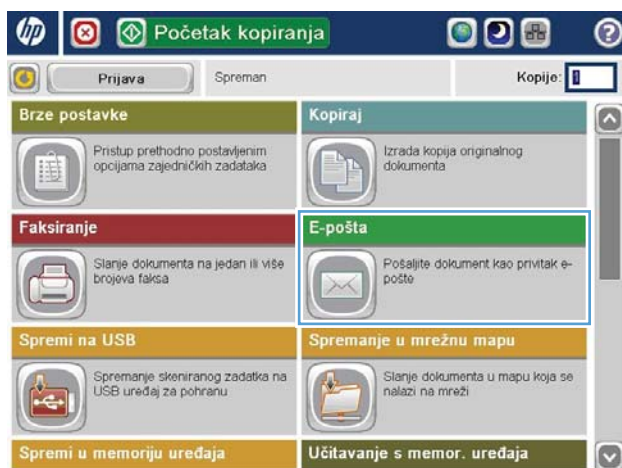 hp
Početak kopiranja
?
Prijava
Spreman
Kopije: 1
Brze postavke
Pristup prethodno postavljenim
opcijama zajedničkih zadataka
Kopiraj
Izrada kopija originalnog
dokumenta
Faksiranje
Slanje dokumenta na jedan ili više
brojeva faksa
E-pošta
Pošaljite dokument kao privitak e-
pošte
Spremi na USB
Spremanje skeniranog zadatka na
USB uređaj za pohranu
Spremanje u mrežnu mapu
Slanje dokumenta u mapu koja se
nalazi na mreži
Spremi u memoriju uređaja
Učitavanje s memor. uređaja